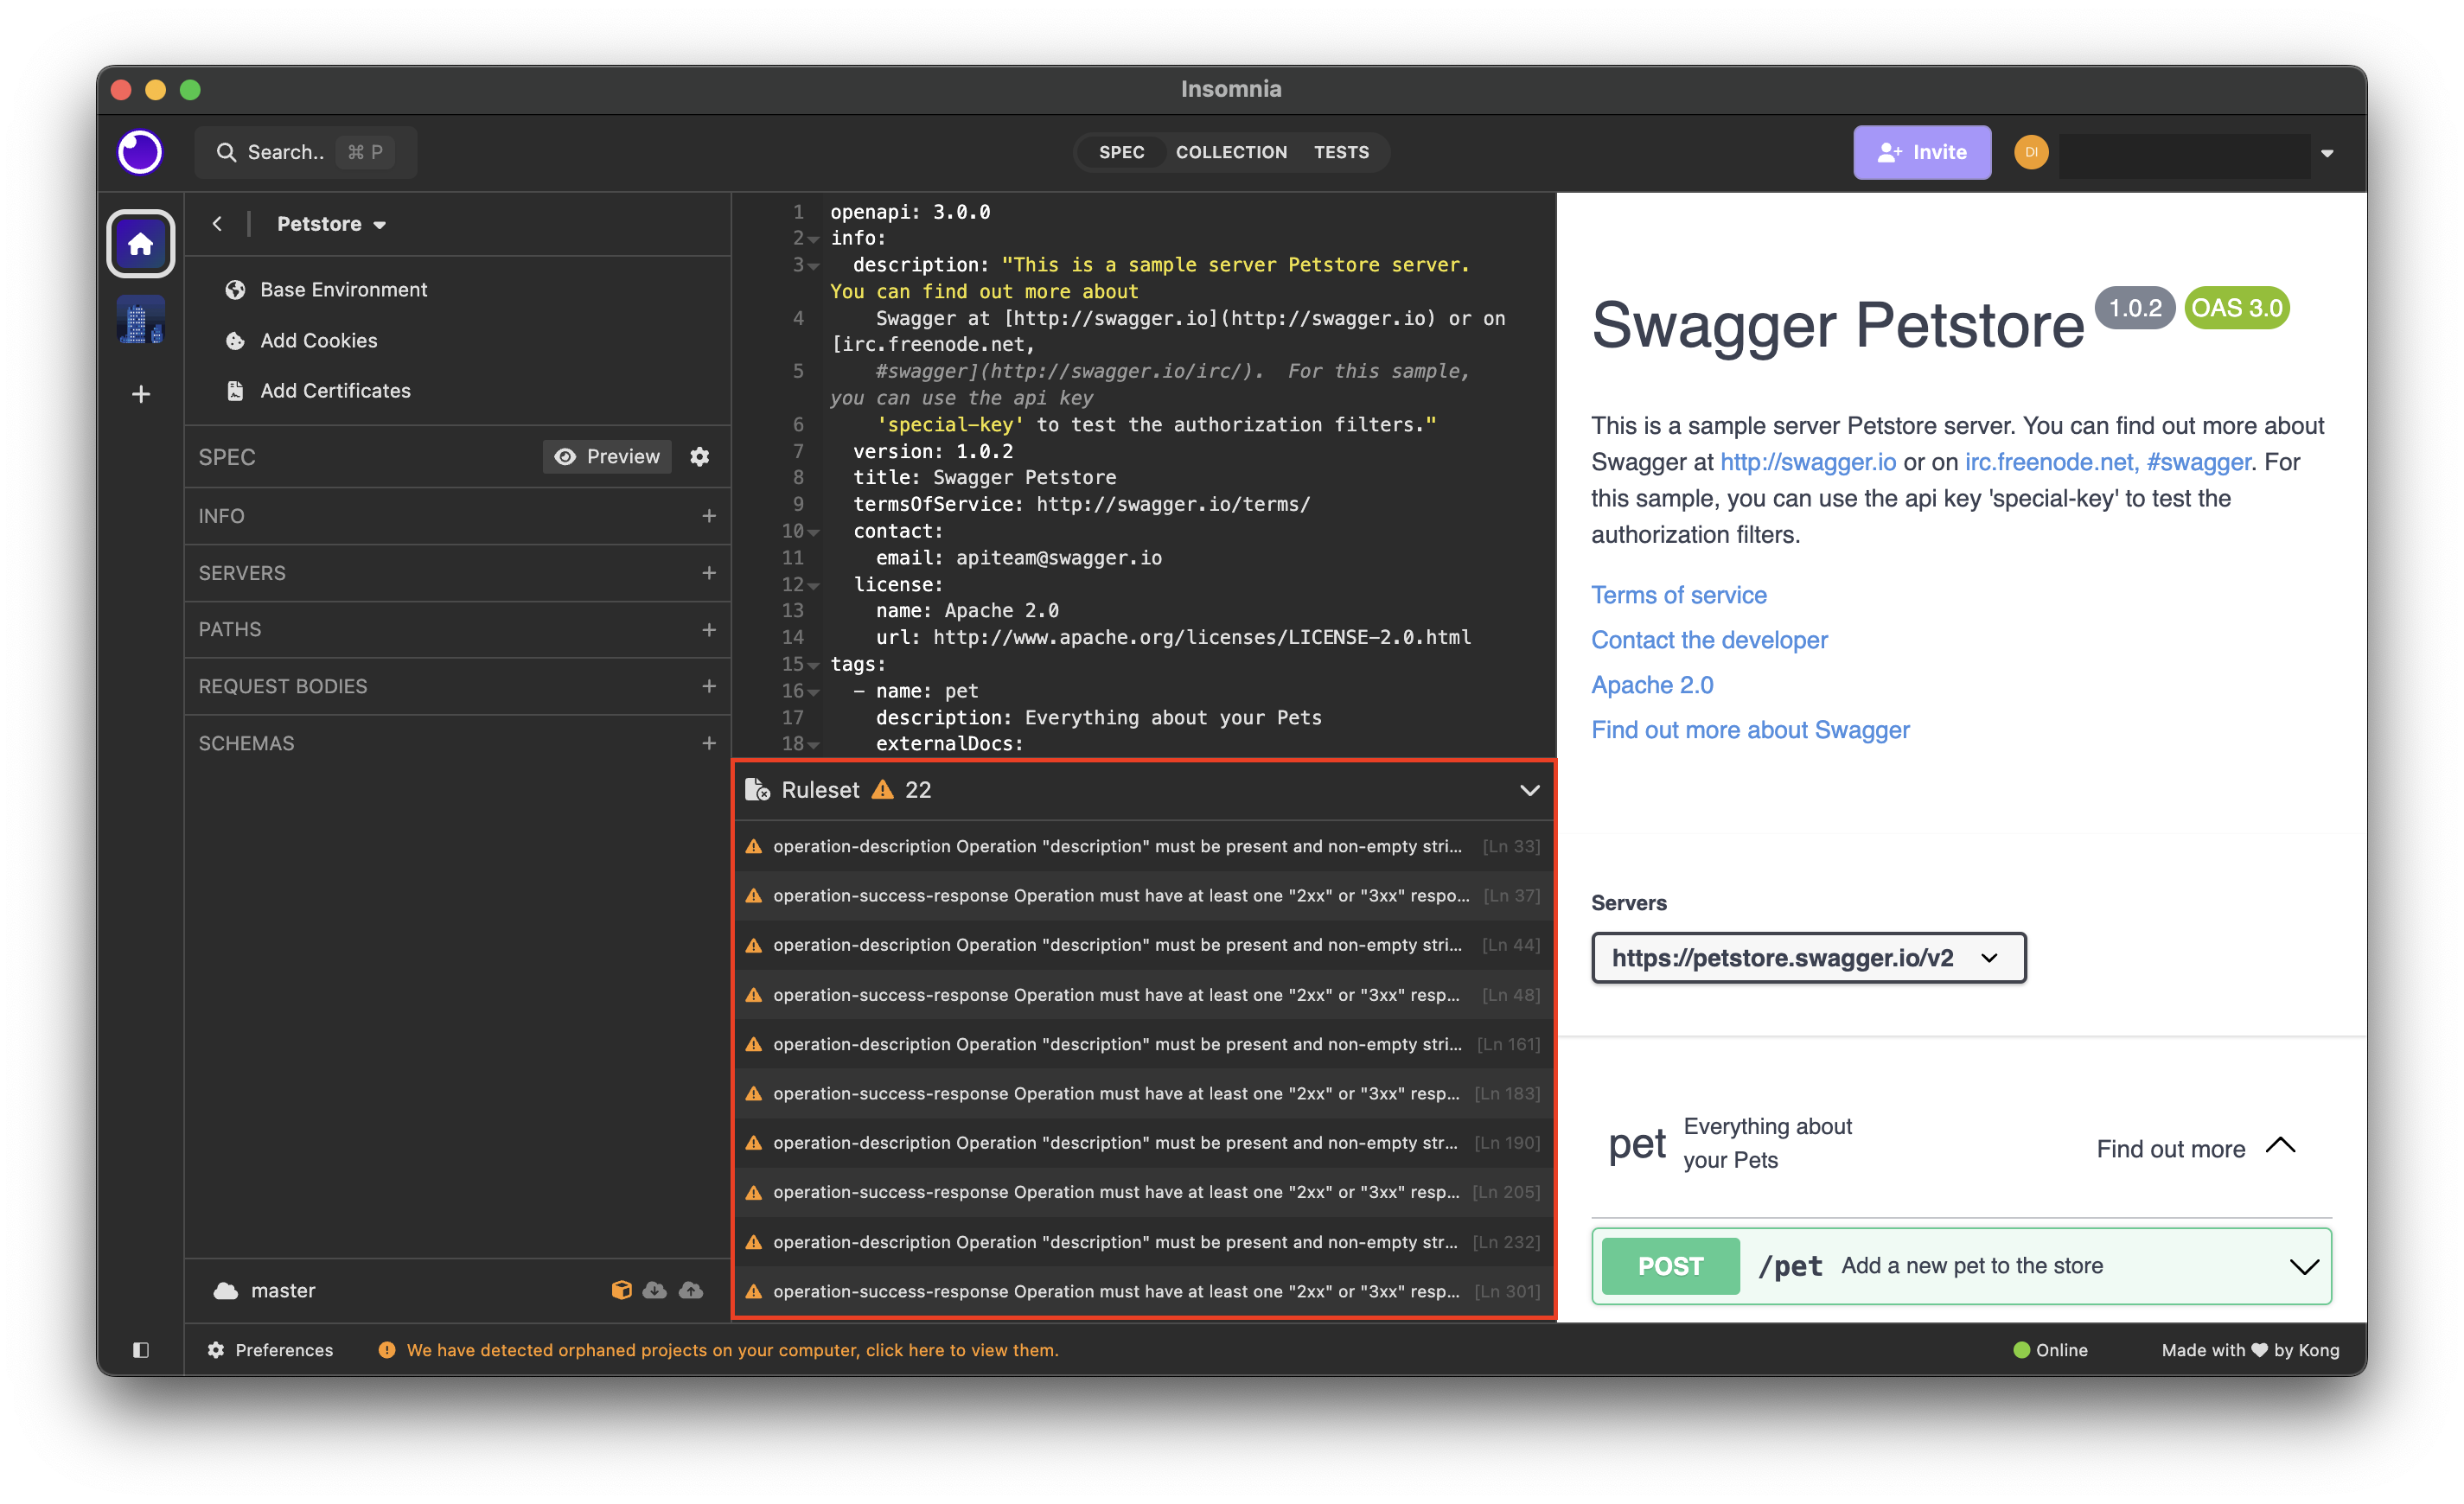 Insomnia
Search.. ⌘ P
SPEC COLLECTION TESTS
Invite
DI
Petstore
Base Environment
Add Cookies
Add Certificates
SPEC
Preview
INFO +
SERVERS +
PATHS +
REQUEST BODIES +
SCHEMAS +
master
1 openapi: 3.0.0
2 info:
3 description: "This is a sample server Petstore server.
You can find out more about
4 Swagger at [http://swagger.io](http://swagger.io) or on
[irc.freenode.net,
5 #swagger](http://swagger.io/irc/).  For this sample,
you can use the api key
6 'special-key' to test the authorization filters."
7 version: 1.0.2
8 title: Swagger Petstore
9 termsOfService: http://swagger.io/terms/
10 contact:
11 email: apiteam@swagger.io
12 license:
13 name: Apache 2.0
14 url: http://www.apache.org/licenses/LICENSE-2.0.html
15 tags:
16 - name: pet
17 description: Everything about your Pets
18 externalDocs:
Ruleset 22
operation-description Operation "description" must be present and non-empty stri... [Ln 33]
operation-success-response Operation must have at least one "2xx" or "3xx" respo... [Ln 37]
operation-description Operation "description" must be present and non-empty stri... [Ln 44]
operation-success-response Operation must have at least one "2xx" or "3xx" resp... [Ln 48]
operation-description Operation "description" must be present and non-empty stri... [Ln 161]
operation-success-response Operation must have at least one "2xx" or "3xx" resp... [Ln 183]
operation-description Operation "description" must be present and non-empty str... [Ln 190]
operation-success-response Operation must have at least one "2xx" or "3xx" resp... [Ln 205]
operation-description Operation "description" must be present and non-empty str... [Ln 232]
operation-success-response Operation must have at least one "2xx" or "3xx" resp... [Ln 301]
Swagger Petstore 1.0.2 OAS 3.0
This is a sample server Petstore server. You can find out more about
Swagger at http://swagger.io or on irc.freenode.net, #swagger. For
this sample, you can use the api key 'special-key' to test the
authorization filters.
Terms of service
Contact the developer
Apache 2.0
Find out more about Swagger
Servers
https://petstore.swagger.io/v2
pet
Everything about
your Pets
Find out more
POST /pet Add a new pet to the store
Preferences
We have detected orphaned projects on your computer, click here to view them.
Online
Made with ♥ by Kong